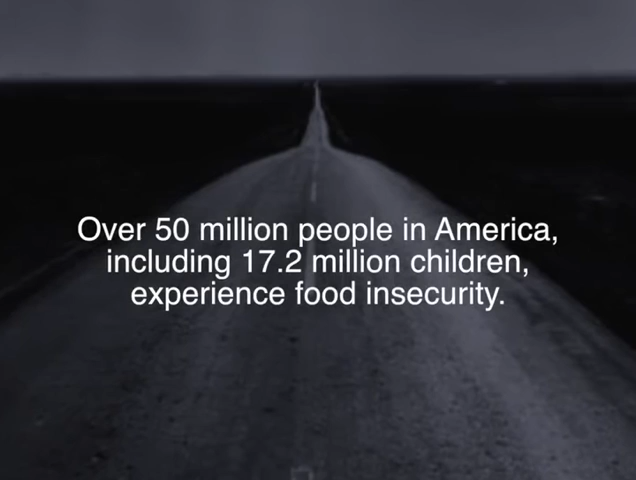 Over 50 million people in America,
including 17.2 million children,
experience food insecurity.